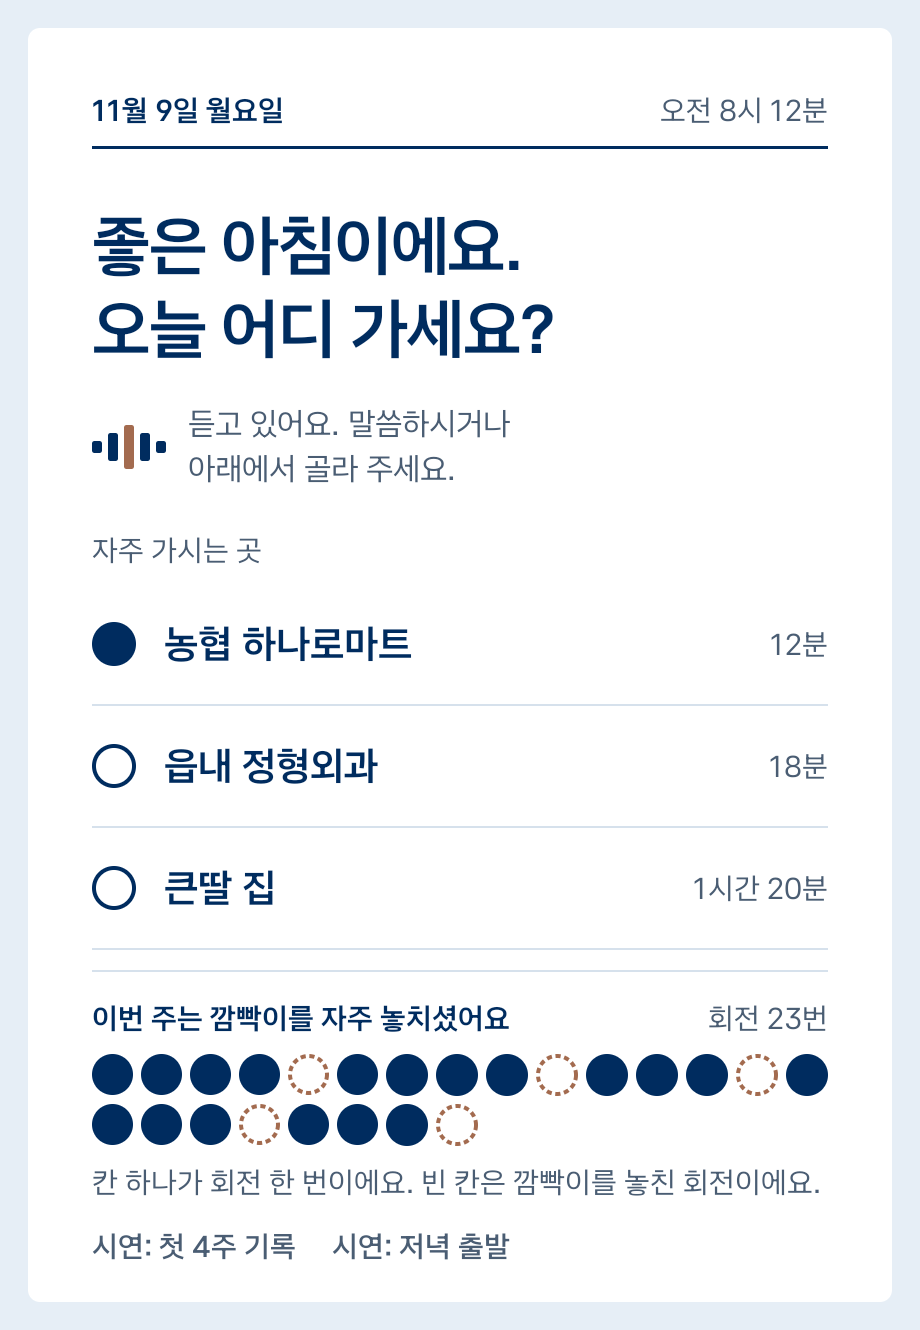 11월 9일 월요일
오전 8시 12분
좋은 아침이에요.
오늘 어디 가세요?
듣고 있어요. 말씀하시거나
아래에서 골라 주세요.
자주 가시는 곳
농협 하나로마트
12분
읍내 정형외과
18분
큰딸 집
1시간 20분
이번 주는 깜빡이를 자주 놓치셨어요
회전 23번
칸 하나가 회전 한 번이에요. 빈 칸은 깜빡이를 놓친 회전이에요.
시연: 첫 4주 기록
시연: 저녁 출발